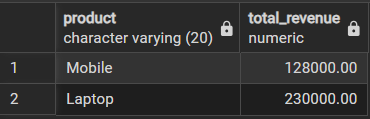 product total_revenue
character varying (20) numeric
1 Mobile 128000.00
2 Laptop 230000.00